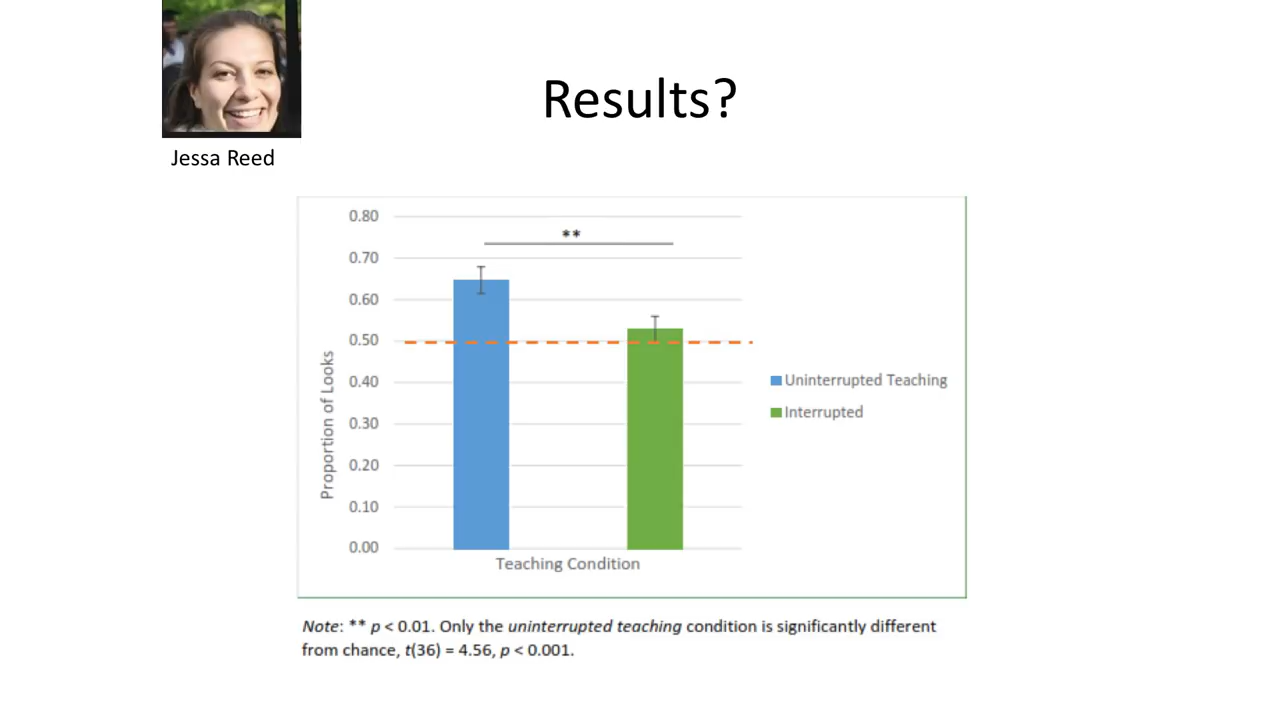 Results?
Jessa Reed
0.80
**
0.70
0.60
0.50
0.40
0.30
0.20
0.10
0.00
Proportion of Looks
Teaching Condition
Uninterrupted Teaching
Interrupted
Note: ** p < 0.01. Only the uninterrupted teaching condition is significantly different
from chance, t(36) = 4.56, p < 0.001.